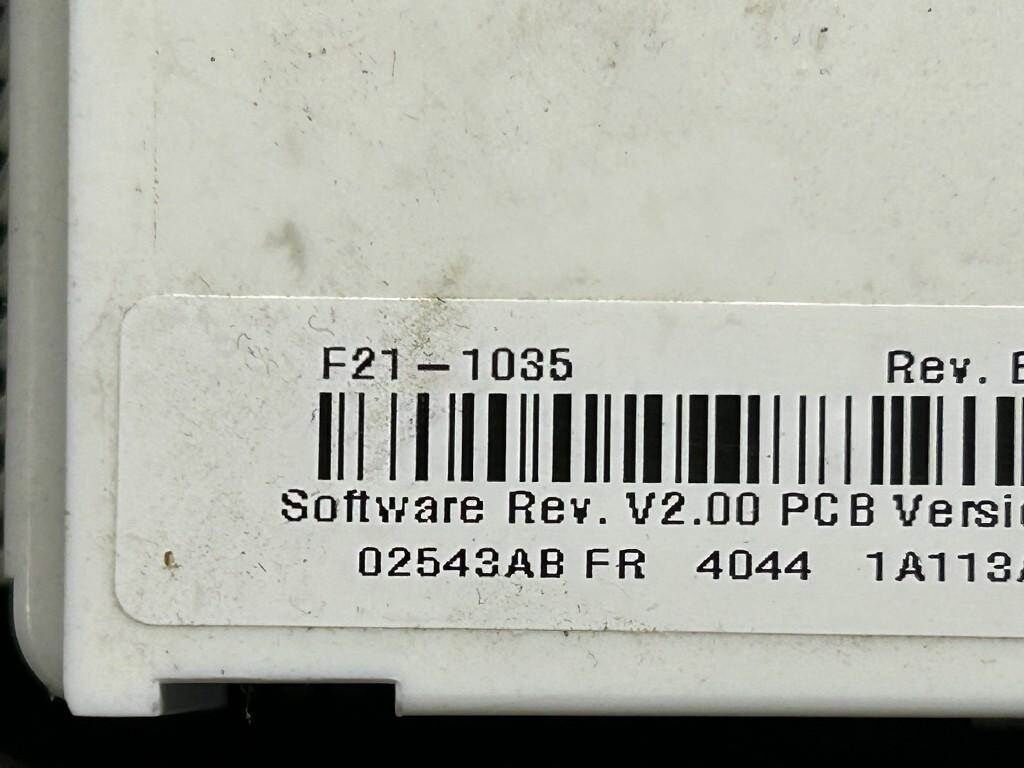 F21-1035 Rev.
Software Rev. V2.00 PCB
02543AB FR 4044